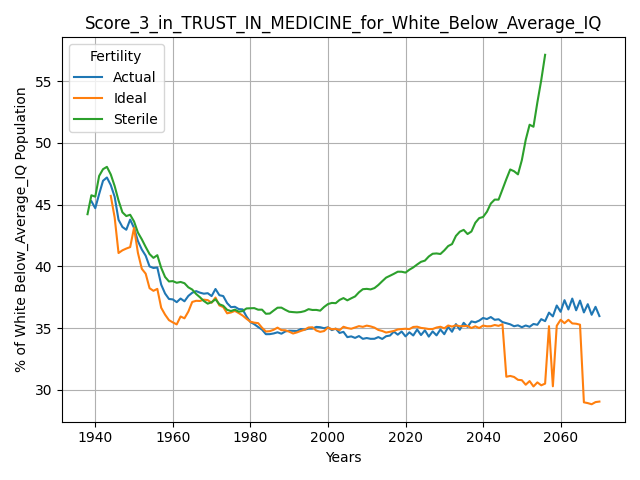 Score_3_in_TRUST_IN_MEDICINE_for_White_Below_Average_IQ
Fertility
Actual
Ideal
Sterile
% of White Below_Average_IQ Population
55
50
45
40
35
30
1940
1960
1980
2000
2020
2040
2060
Years